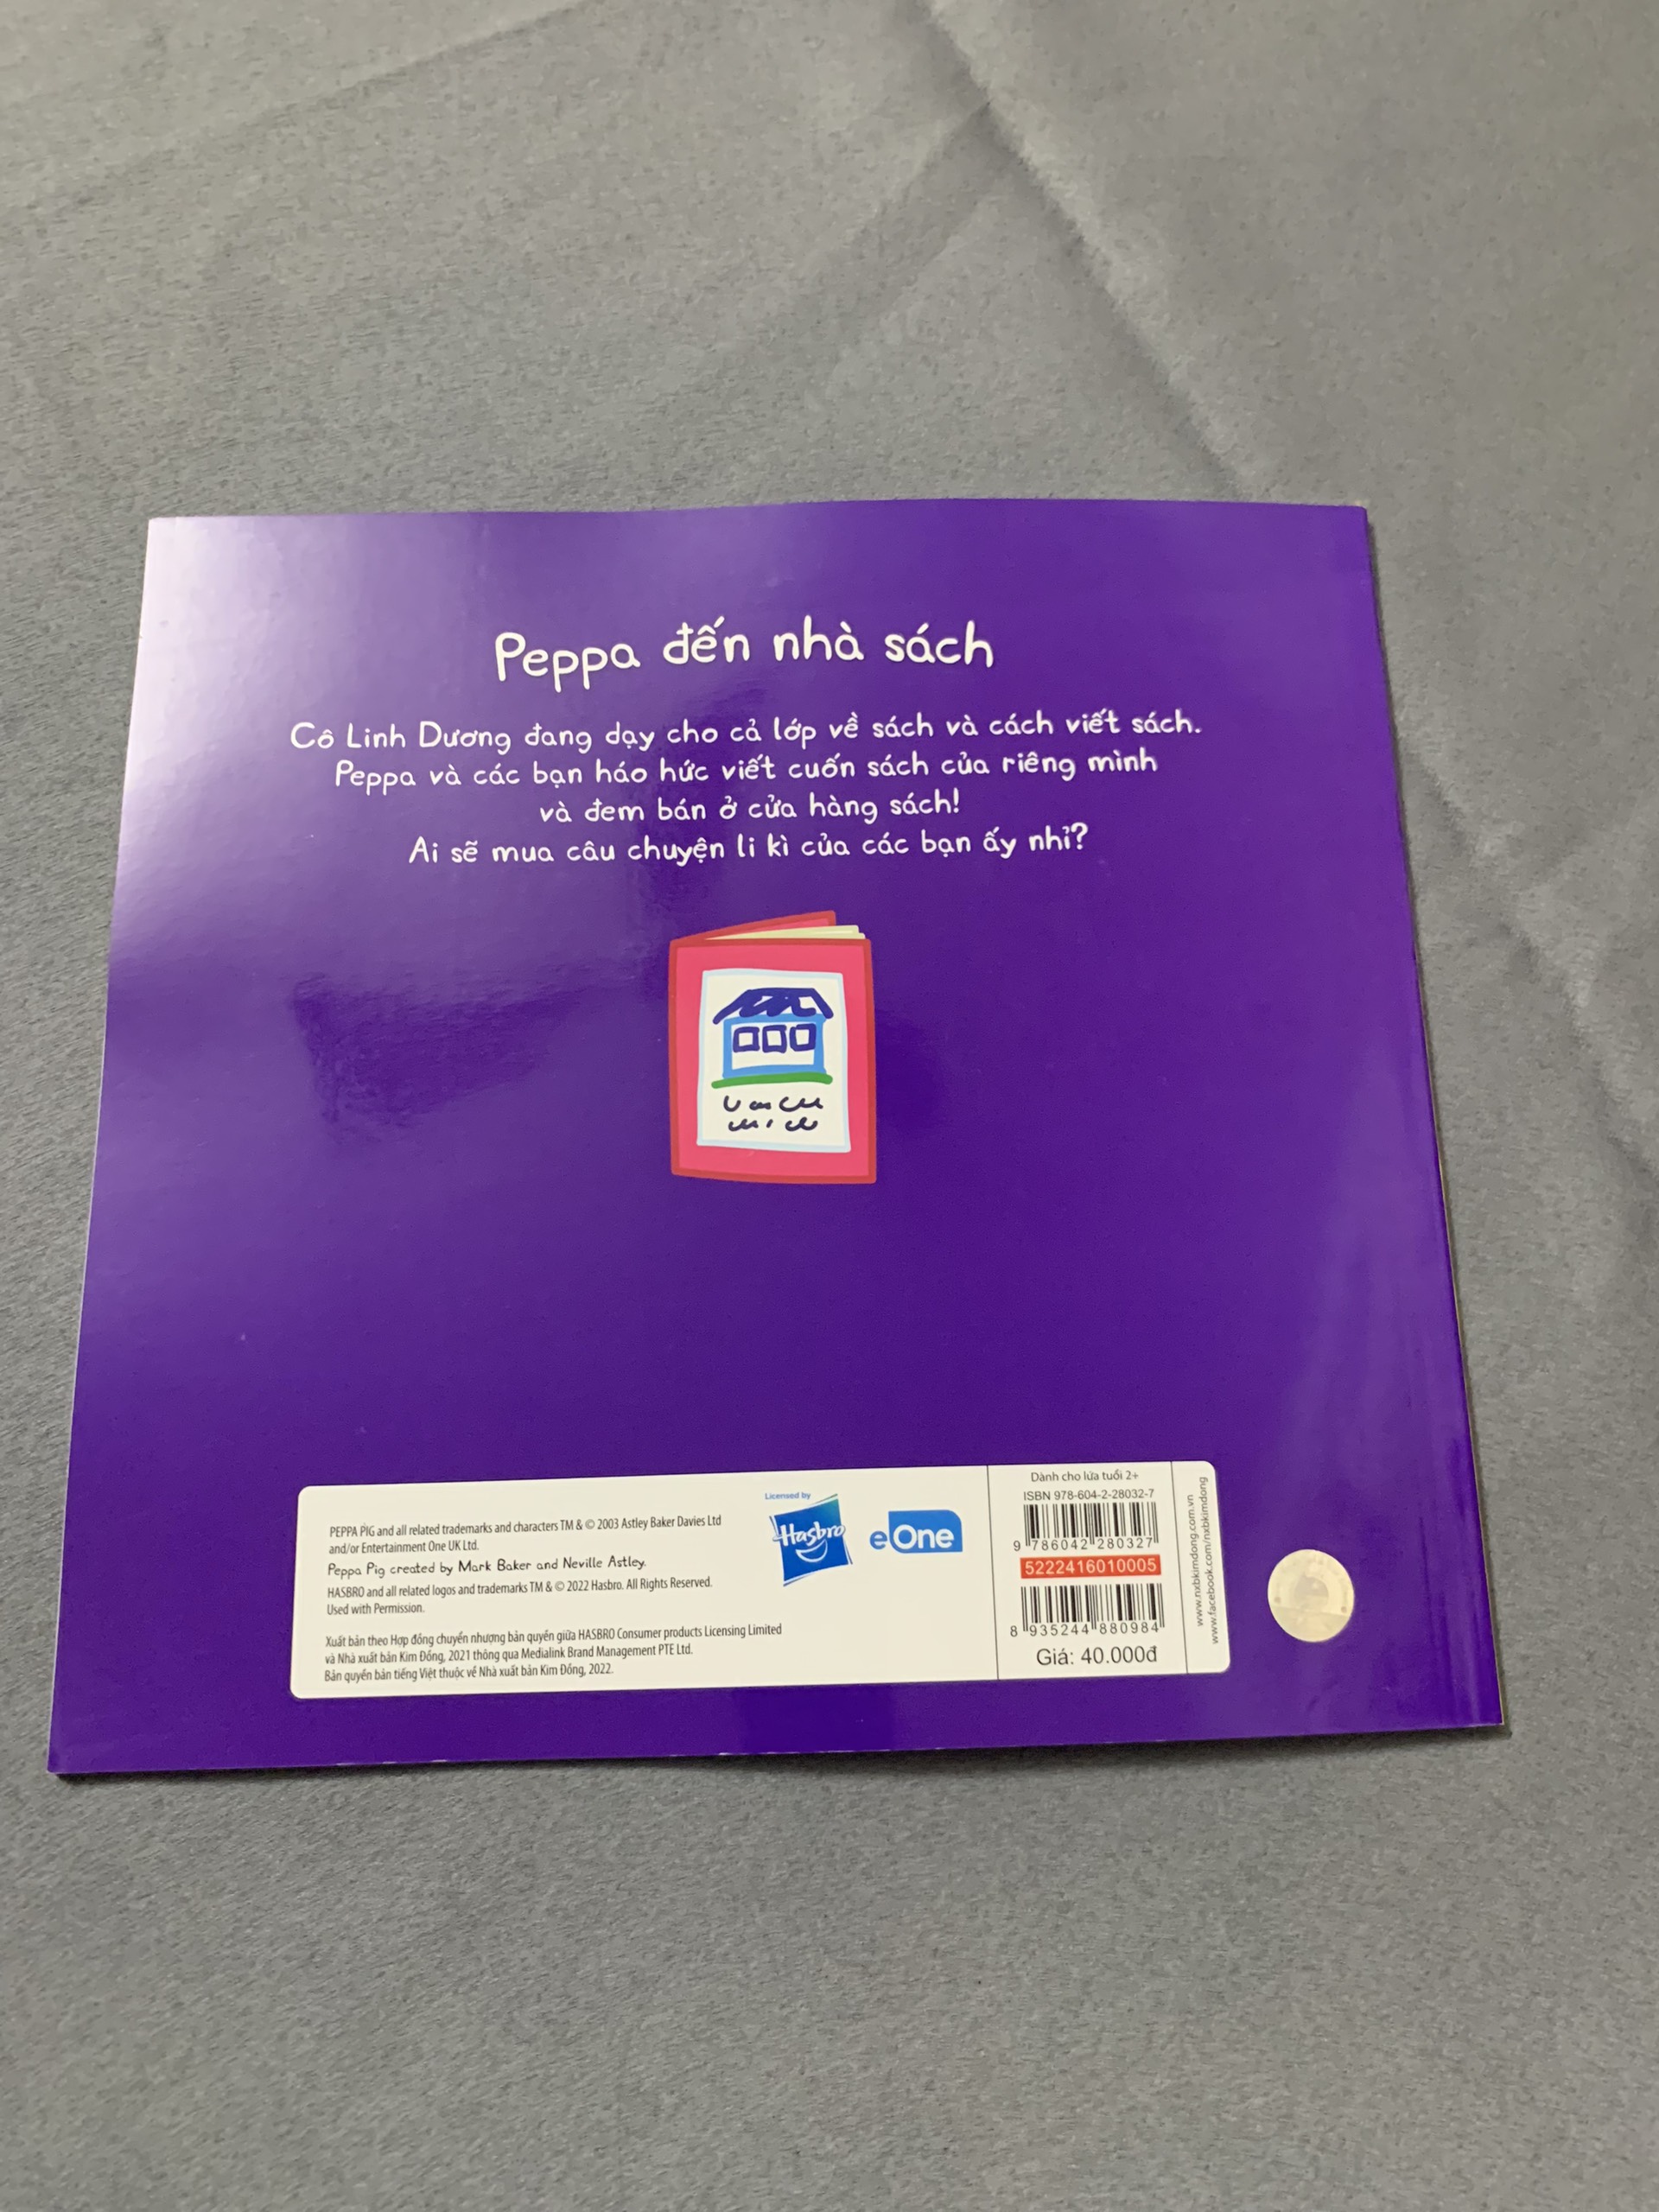 Peppa đến nhà sách
Cô Linh Dương đang dạy cho cả lớp về sách và cách viết sách.
Peppa và các bạn háo hức viết cuốn sách của riêng mình
và đem bán ở cửa hàng sách!
Ai sẽ mua câu chuyện li kì của các bạn ấy nhỉ?
PEPPA PIG and all related trademarks and characters TM & © 2003 Astley Baker Davies Ltd
and/or Entertainment One UK Ltd.
Peppa Pig created by Mark Baker and Neville Astley.
HASBRO and all related logos and trademarks TM & © 2022 Hasbro. All Rights Reserved.
Used with Permission.
Xuất bản theo Hợp đồng chuyển nhượng bản quyền giữa HASBRO Consumer products Licensing Limited
và Nhà xuất bản Kim Đồng, 2021 thông qua Medialink Brand Management PTE Ltd.
Bản quyền bản tiếng Việt thuộc về Nhà xuất bản Kim Đồng, 2022.
Licensed by
Hasbro
eOne
Dành cho lứa tuổi 2+
ISBN 978-604-2-28032-7
9 786042 280327
5222416010005
8 935244 880984
Giá: 40.000đ
www.nxbkimdong.com.vn
www.facebook.com/nxbkimdong